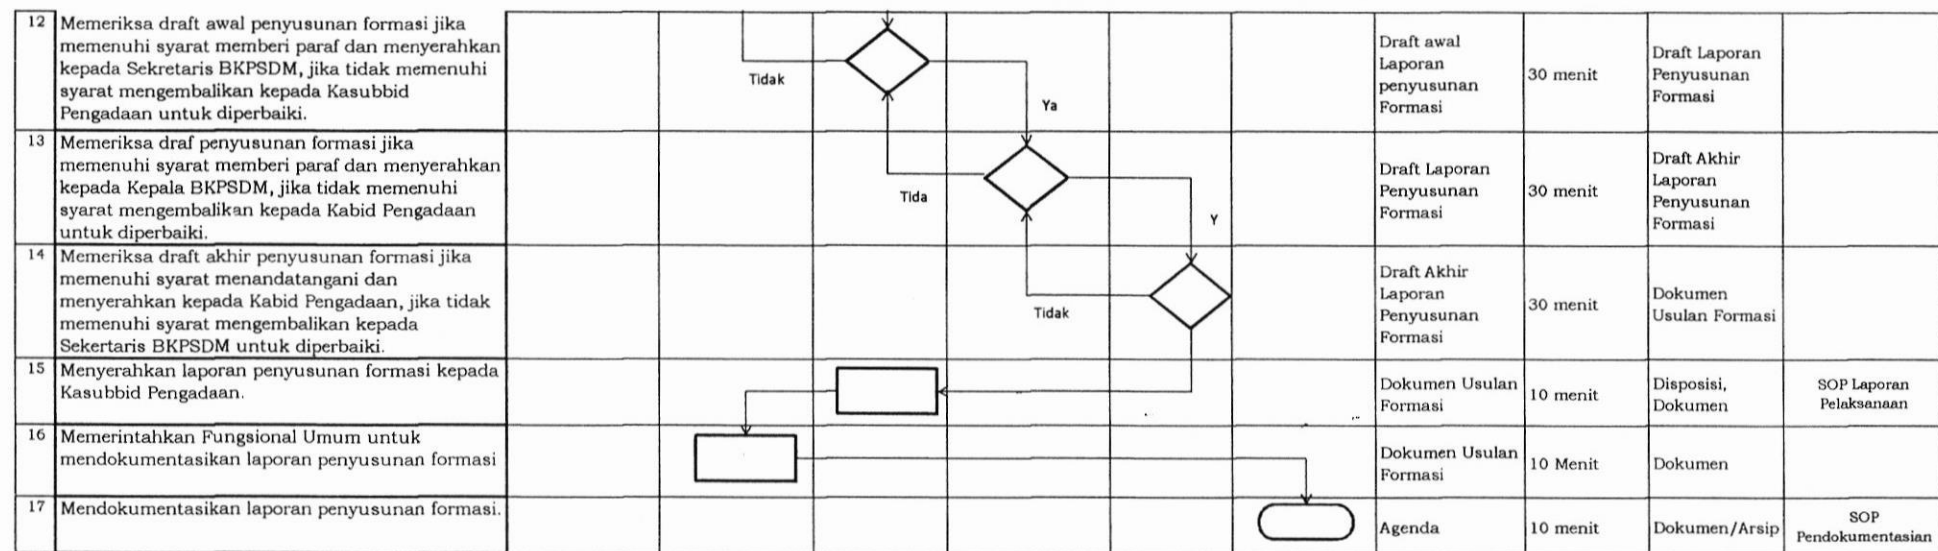 12
Memeriksa draft awal penyusunan formasi jika
memenuhi syarat memberi paraf dan menyerahkan
kepada Sekretaris BKPSDM, jika tidak memenuhi
syarat mengembalikan kepada Kasubbid
Pengadaan untuk diperbaiki.
Tidak
Ya
Draft awal
Laporan
penyusunan
Formasi
30 menit
Draft Laporan
Penyusunan
Formasi
13
Memeriksa draf penyusunan formasi jika
memenuhi syarat memberi paraf dan menyerahkan
kepada Kepala BKPSDM, jika tidak memenuhi
syarat mengembalikan kepada Kabid Pengadaan
untuk diperbaiki.
Tida
Y
Draft Laporan
Penyusunan
Formasi
30 menit
Draft Akhir
Laporan
Penyusunan
Formasi
14
Memeriksa draft akhir penyusunan formasi jika
memenuhi syarat menandatangani dan
menyerahkan kepada Kabid Pengadaan, jika tidak
memenuhi syarat mengembalikan kepada
Sekertaris BKPSDM untuk diperbaiki.
Tidak
Draft Akhir
Laporan
Penyusunan
Formasi
30 menit
Dokumen
Usulan Formasi
15
Menyerahkan laporan penyusunan formasi kepada
Kasubbid Pengadaan.
Dokumen Usulan
Formasi
10 menit
Disposisi,
Dokumen
SOP Laporan
Pelaksanaan
16
Memerintahkan Fungsional Umum untuk
mendokumentasikan laporan penyusunan formasi
Dokumen Usulan
Formasi
10 Menit
Dokumen
17
Mendokumentasikan laporan penyusunan formasi.
Agenda
10 menit
Dokumen/Arsip
SOP
Pendokumentasian